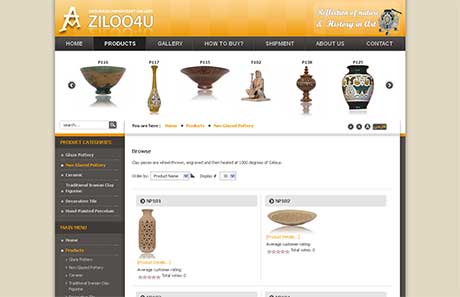 ZILOO4U
Reflection of nature
& History in Art
HOME
PRODUCTS
GALLERY
HOW TO BUY?
SHIPMENT
ABOUT US
CONTACT
P116
P117
P115
P102
P138
P125
search...
You are here :
Home
Products
Non-Glazed Pottery
PRODUCT CATEGORIES
Glaze Pottery
Non-Glazed Pottery
Ceramic
Traditional Iranian Clay
Figurine
Decorative Tile
Hand-Painted Porcelain
MAIN MENU
Home
Products
Glaze Pottery
Non-Glazed Pottery
Ceramic
Traditional Iranian Clay
Figurine
Browse
Clay pieces are wheel-thrown, engraved and then heated at 1000 degrees of Celsius.
Order by:
Product Name
Display #
NP101
[Product Details...]
Average customer rating:
Total votes: 0
NP102
[Product Details...]
Average customer rating:
Total votes: 0